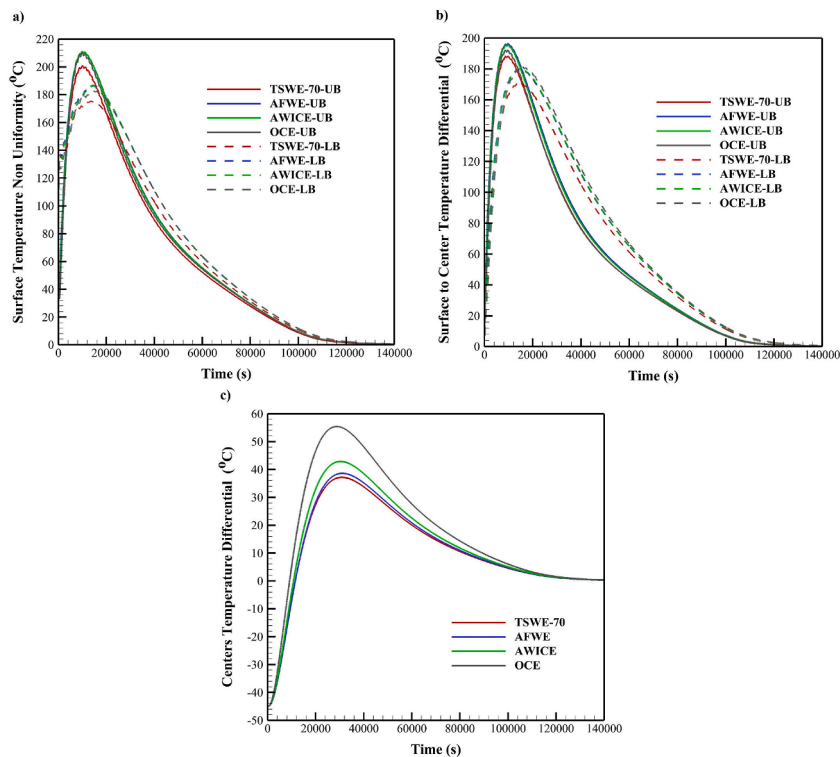 a)
Surface Temperature Non Uniformity (⁰C)
220
200
180
160
140
120
100
80
60
40
20
0
TSWE-70-UB
AFWE-UB
AWICE-UB
OCE-UB
TSWE-70-LB
AFWE-LB
AWICE-LB
OCE-LB
0 20000 40000 60000 80000 100000 120000 140000
Time (s)
b)
Surface to Center Temperature Differential (⁰C)
200
180
160
140
120
100
80
60
40
20
0
TSWE-70-UB
AFWE-UB
AWICE-UB
OCE-UB
TSWE-70-LB
AFWE-LB
AWICE-LB
OCE-LB
0 20000 40000 60000 80000 100000 120000 140000
Time (s)
c)
Centers Temperature Differential (⁰C)
60
50
40
30
20
10
0
-10
-20
-30
-40
-50
TSWE-70
AFWE
AWICE
OCE
0 20000 40000 60000 80000 100000 120000 140000
Time (s)